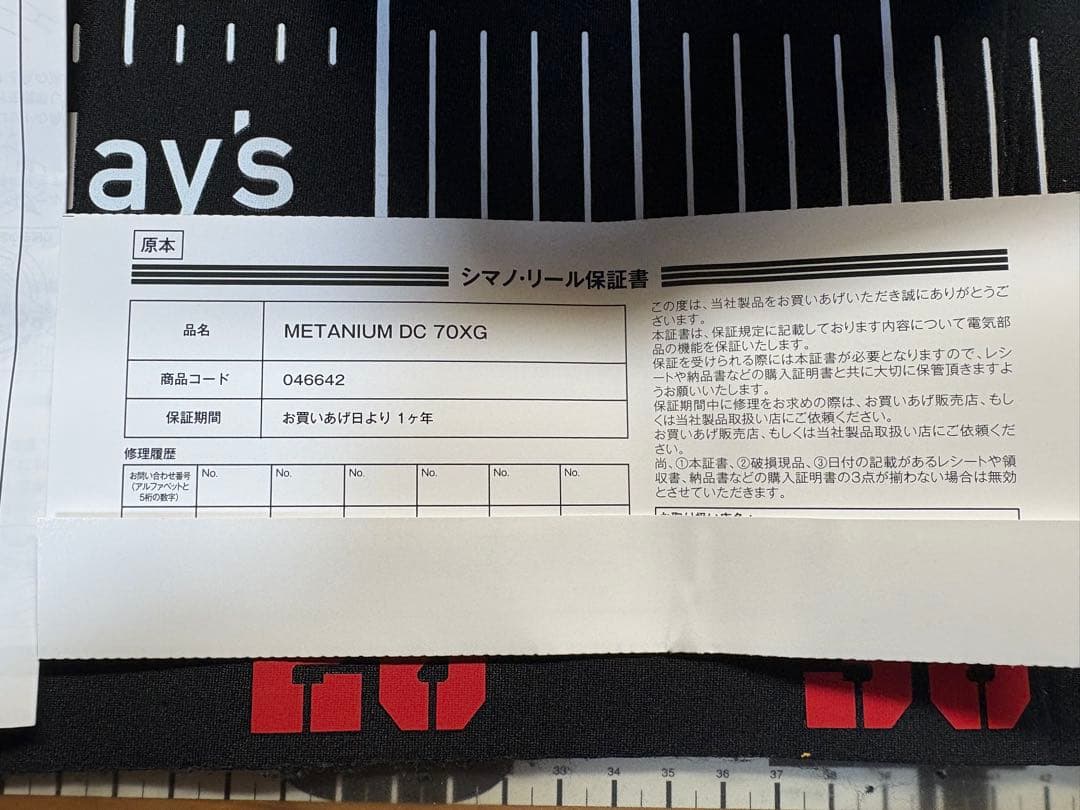 ay's
原本
シマノ・リール保証書
品名 METANIUM DC 70XG
商品コード 046642
保証期間 お買いあげ日より 1ヶ年
修理履歴
お問い合わせ番号
(アルファベットと
5桁の数字)
No. No. No. No. No. No.
この度は、当社製品をお買いあげいただき誠にありがとうご
ざいます。
本証書は、保証規定に記載しております内容について電気部
品の機能を保証いたします。
保証を受けられる際には本証書が必要となりますので、レシ
ートや納品書などの購入証明書と共に大切に保管頂きますよ
うお願いいたします。
保証期間中に修理をお求めの際は、お買いあげ販売店、もし
くは当社製品取扱い店にご依頼ください。
お買いあげ販売店、もしくは当社製品取扱い店にご依頼くだ
さい。
尚、①本証書、②破損現品、③日付の記載があるレシートや領
収書、納品書などの購入証明書の3点が揃わない場合は無効
とさせていただきます。
33 34 35 36 37